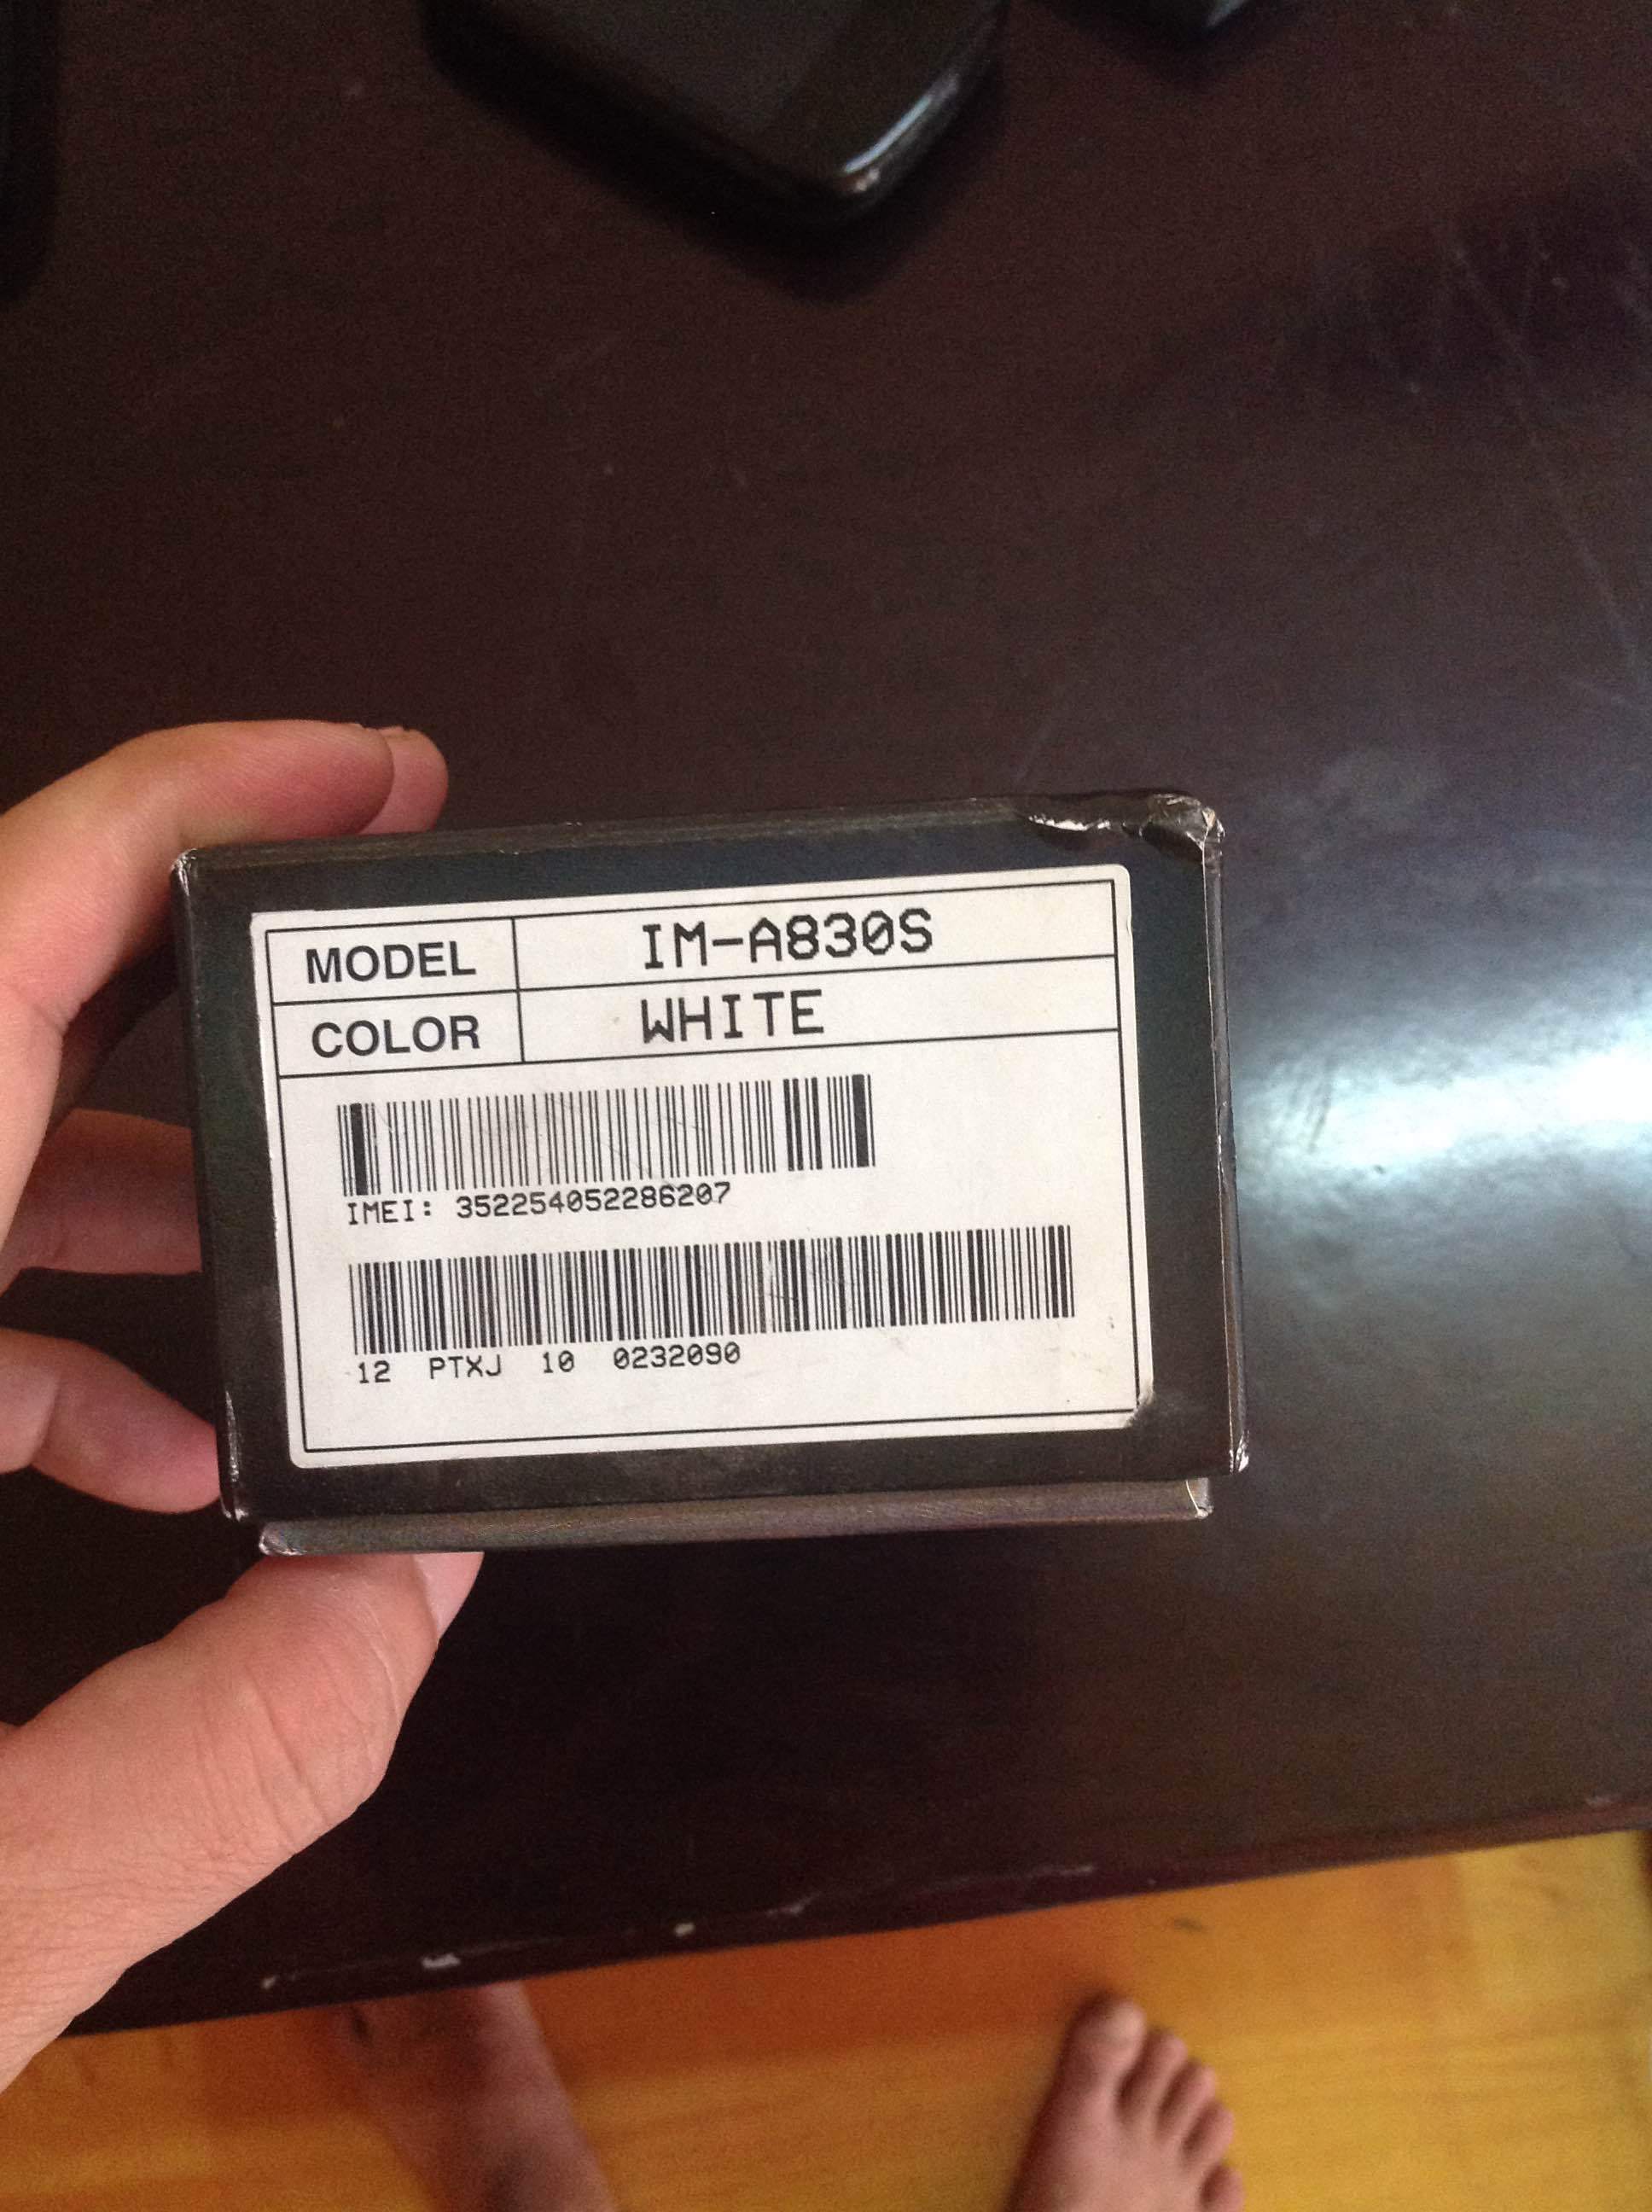 MODEL IM-A830S
COLOR WHITE
IMEI: 352254052286207
12 PTXJ 10 0232090